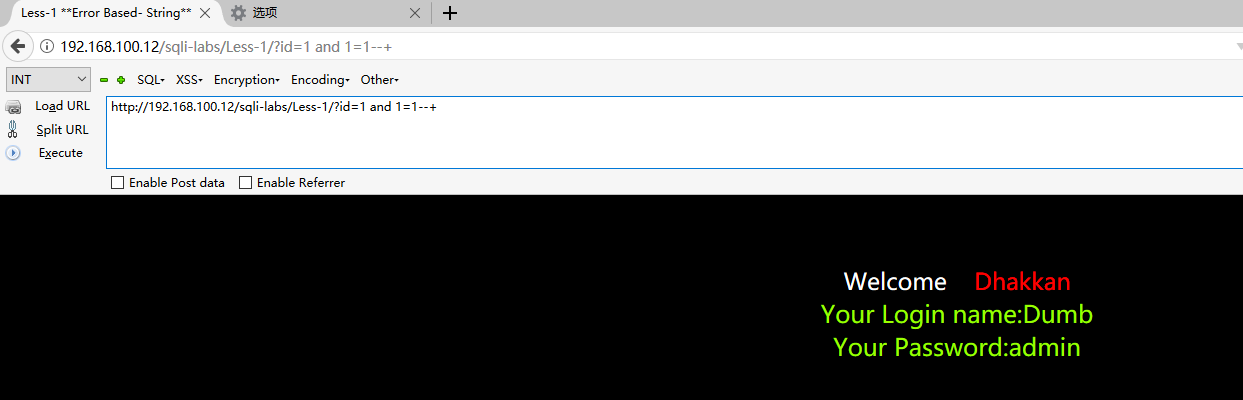 Less-1 **Error Based- String** 选项
192.168.100.12/sqli-labs/Less-1/?id=1 and 1=1--+
INT SQL XSS Encryption Encoding Other
Load URL http://192.168.100.12/sqli-labs/Less-1/?id=1 and 1=1--+
Split URL
Execute
Enable Post data Enable Referrer
Welcome Dhakkan
Your Login name:Dumb
Your Password:admin